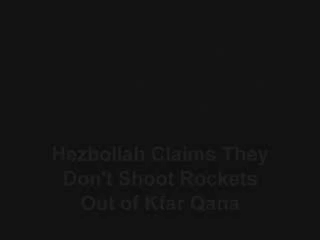 Hezbollah Claims They
Don't Shoot Rockets
Out of Kfar Qana